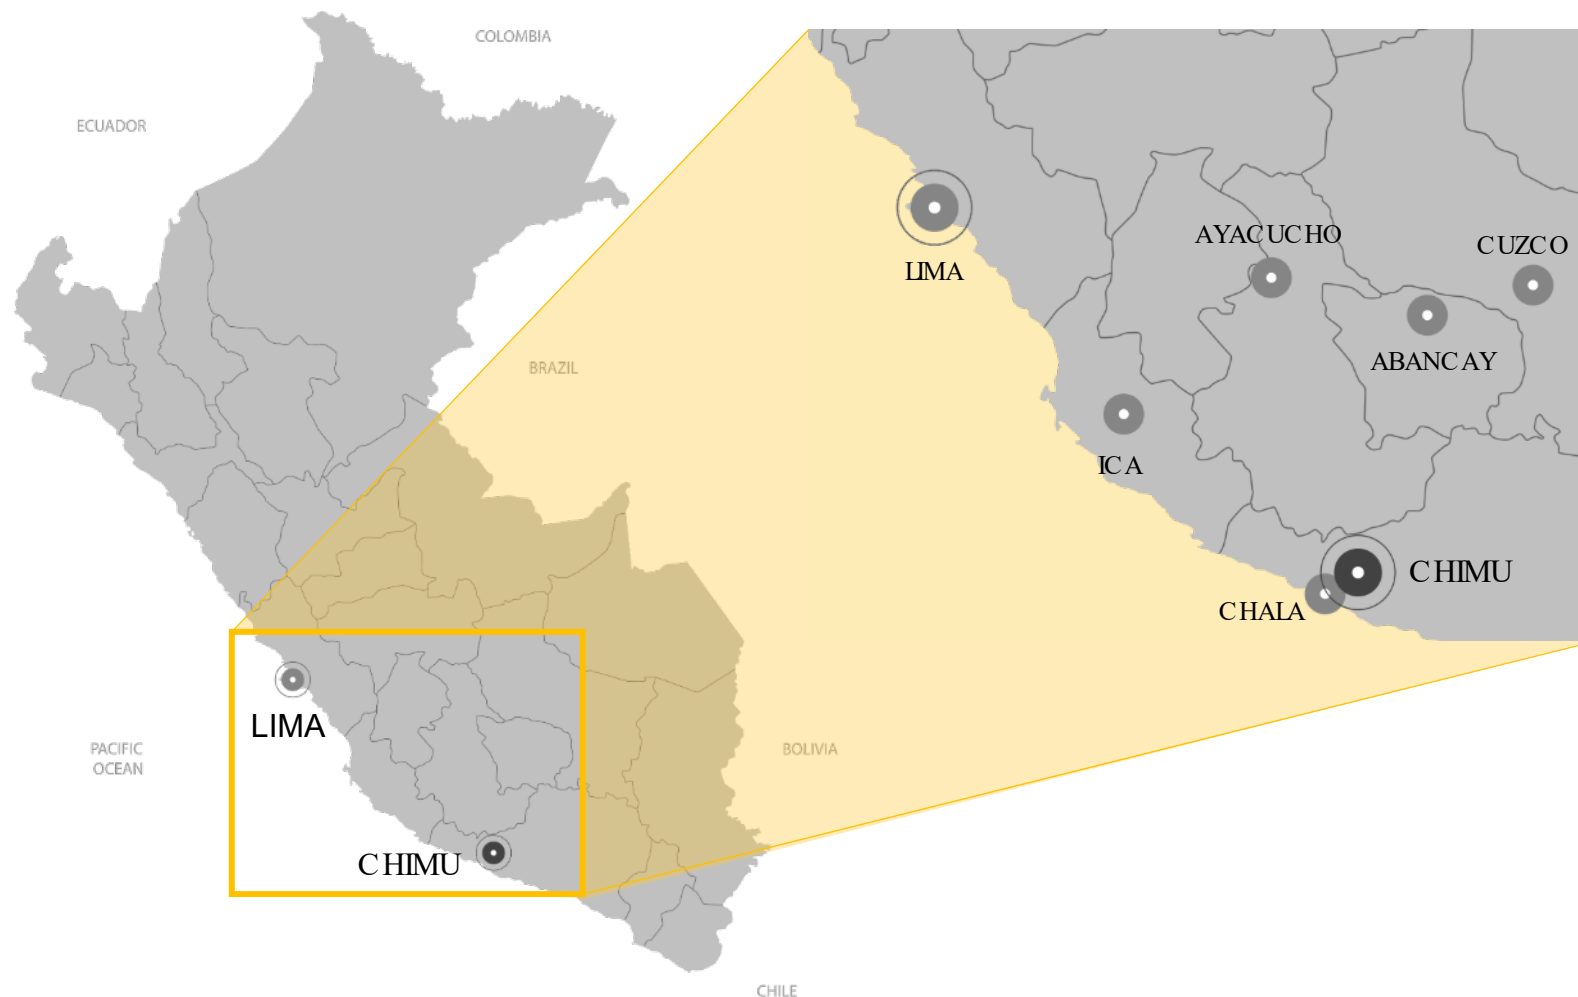 COLOMBIA
ECUADOR
BRAZIL
PACIFIC
OCEAN
BOLIVIA
CHILE
LIMA
CHIMU
LIMA
AYACUCHO
CUZCO
ABANCAY
ICA
CHIMU
CHALA